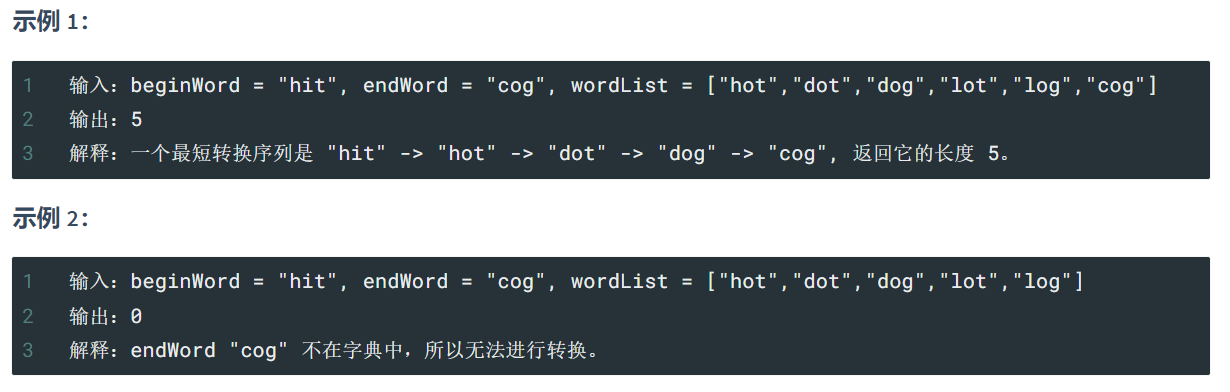 示例 1：
1 输入：beginWord = "hit", endWord = "cog", wordList = ["hot","dot","dog","lot","log","cog"]
2 输出：5
3 解释：一个最短转换序列是 "hit" -> "hot" -> "dot" -> "dog" -> "cog", 返回它的长度 5。
示例 2：
1 输入：beginWord = "hit", endWord = "cog", wordList = ["hot","dot","dog","lot","log"]
2 输出：0
3 解释：endWord "cog" 不在字典中，所以无法进行转换。